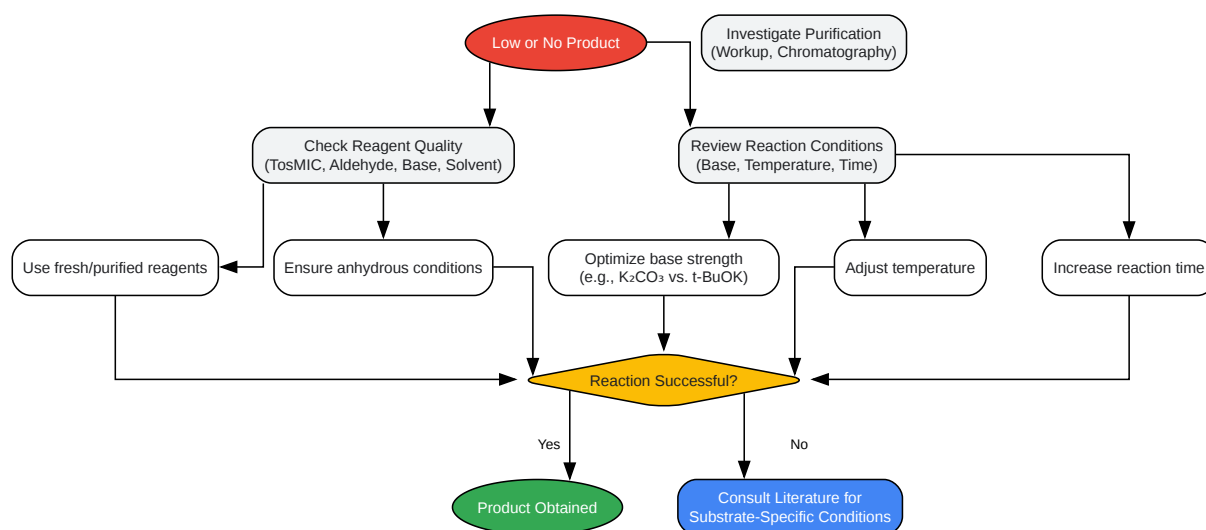 Low or No Product
Investigate Purification
(Workup, Chromatography)
Check Reagent Quality
(TosMIC, Aldehyde, Base, Solvent)
Review Reaction Conditions
(Base, Temperature, Time)
Use fresh/purified reagents
Ensure anhydrous conditions
Optimize base strength
(e.g., K₂CO₃ vs. t-BuOK)
Adjust temperature
Increase reaction time
Reaction Successful?
Yes
No
Product Obtained
Consult Literature for
Substrate-Specific Conditions